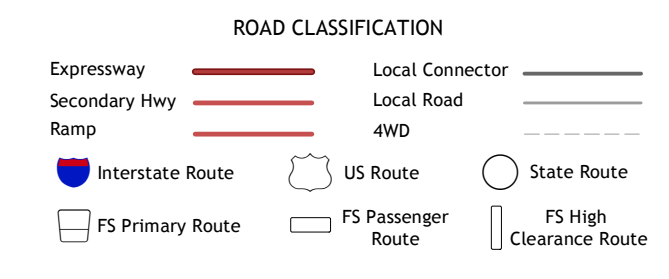 ROAD CLASSIFICATION
Expressway
Local Connector
Secondary Hwy
Local Road
Ramp
4WD
Interstate Route
US Route
State Route
FS Primary Route
FS Passenger
Route
FS High
Clearance Route